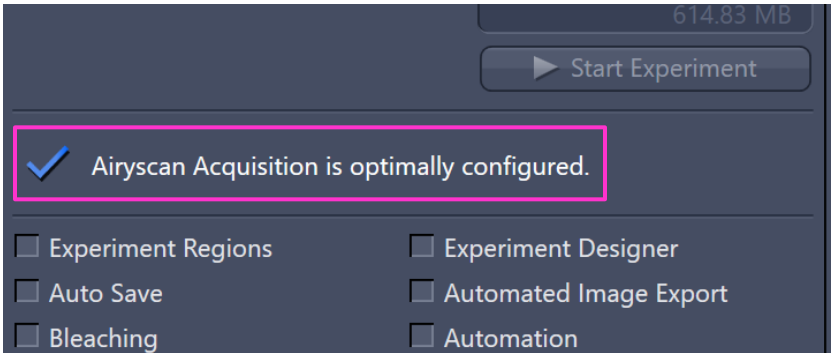 614.83 MB
Start Experiment
Airyscan Acquisition is optimally configured.
Experiment Regions
Experiment Designer
Auto Save
Automated Image Export
Bleaching
Automation